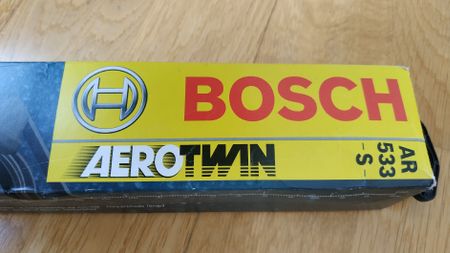 BOSCH
AEROTWIN
AR
533
-S-